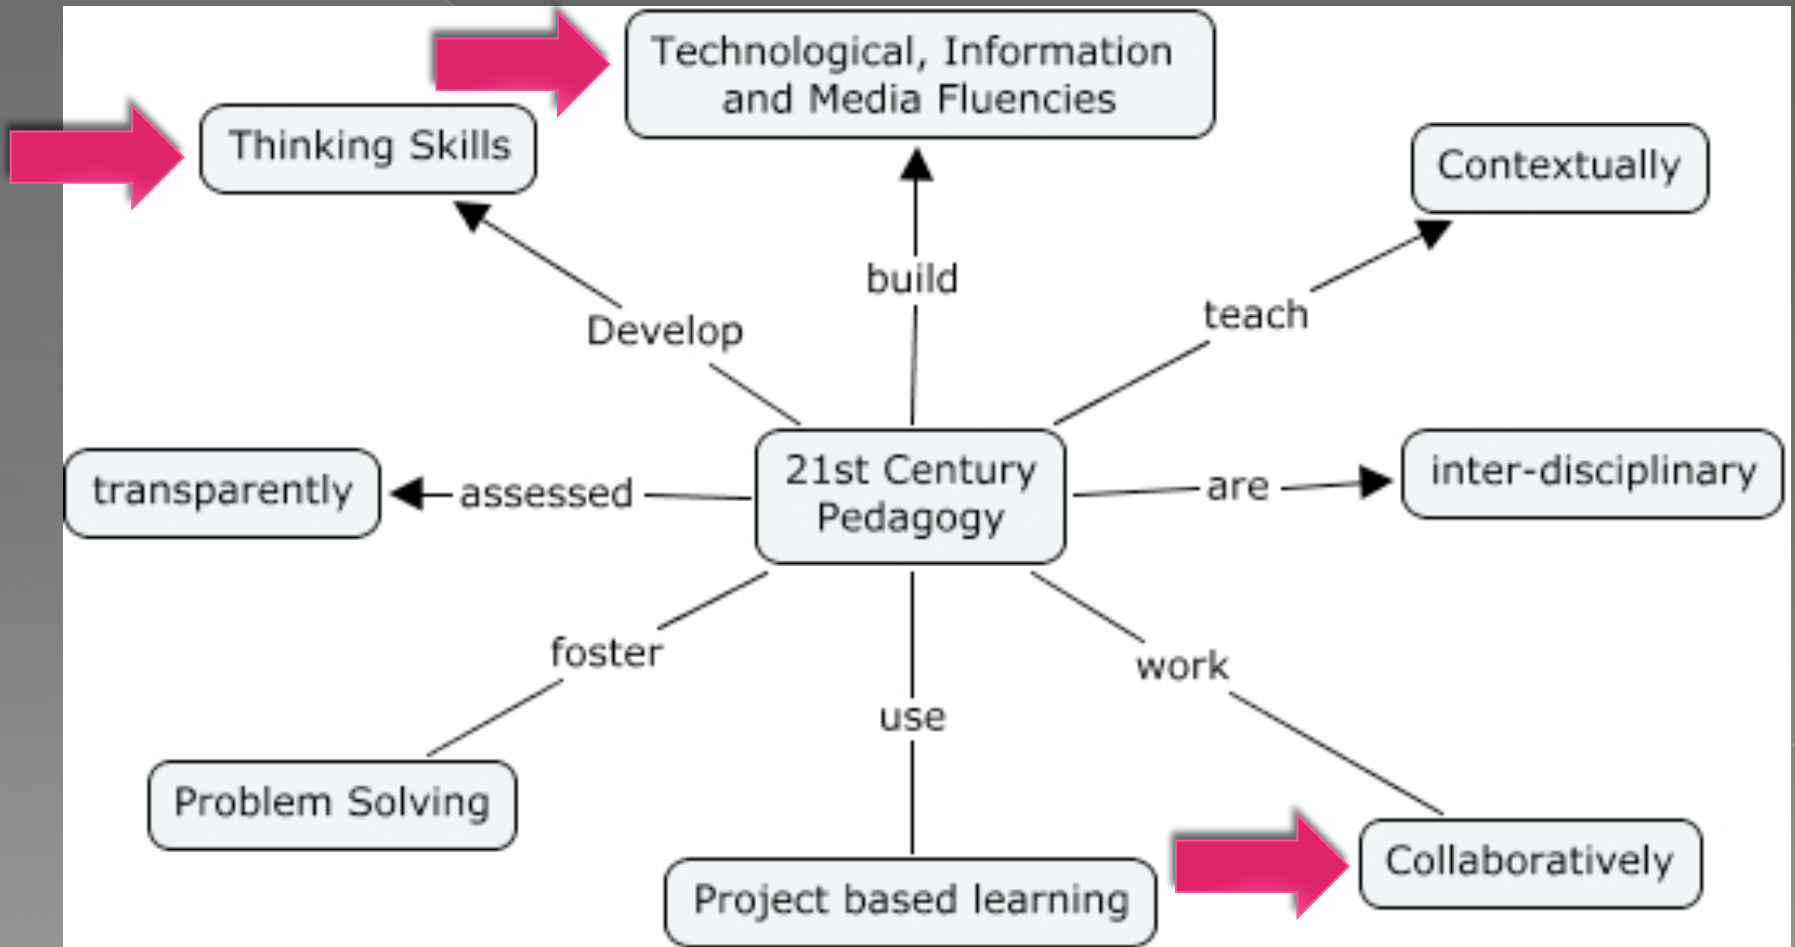 Technological, Information
and Media Fluencies
Thinking Skills
Contextually
build
teach
Develop
21st Century
Pedagogy
transparently
assessed
are
inter-disciplinary
foster
work
use
Problem Solving
Project based learning
Collaboratively